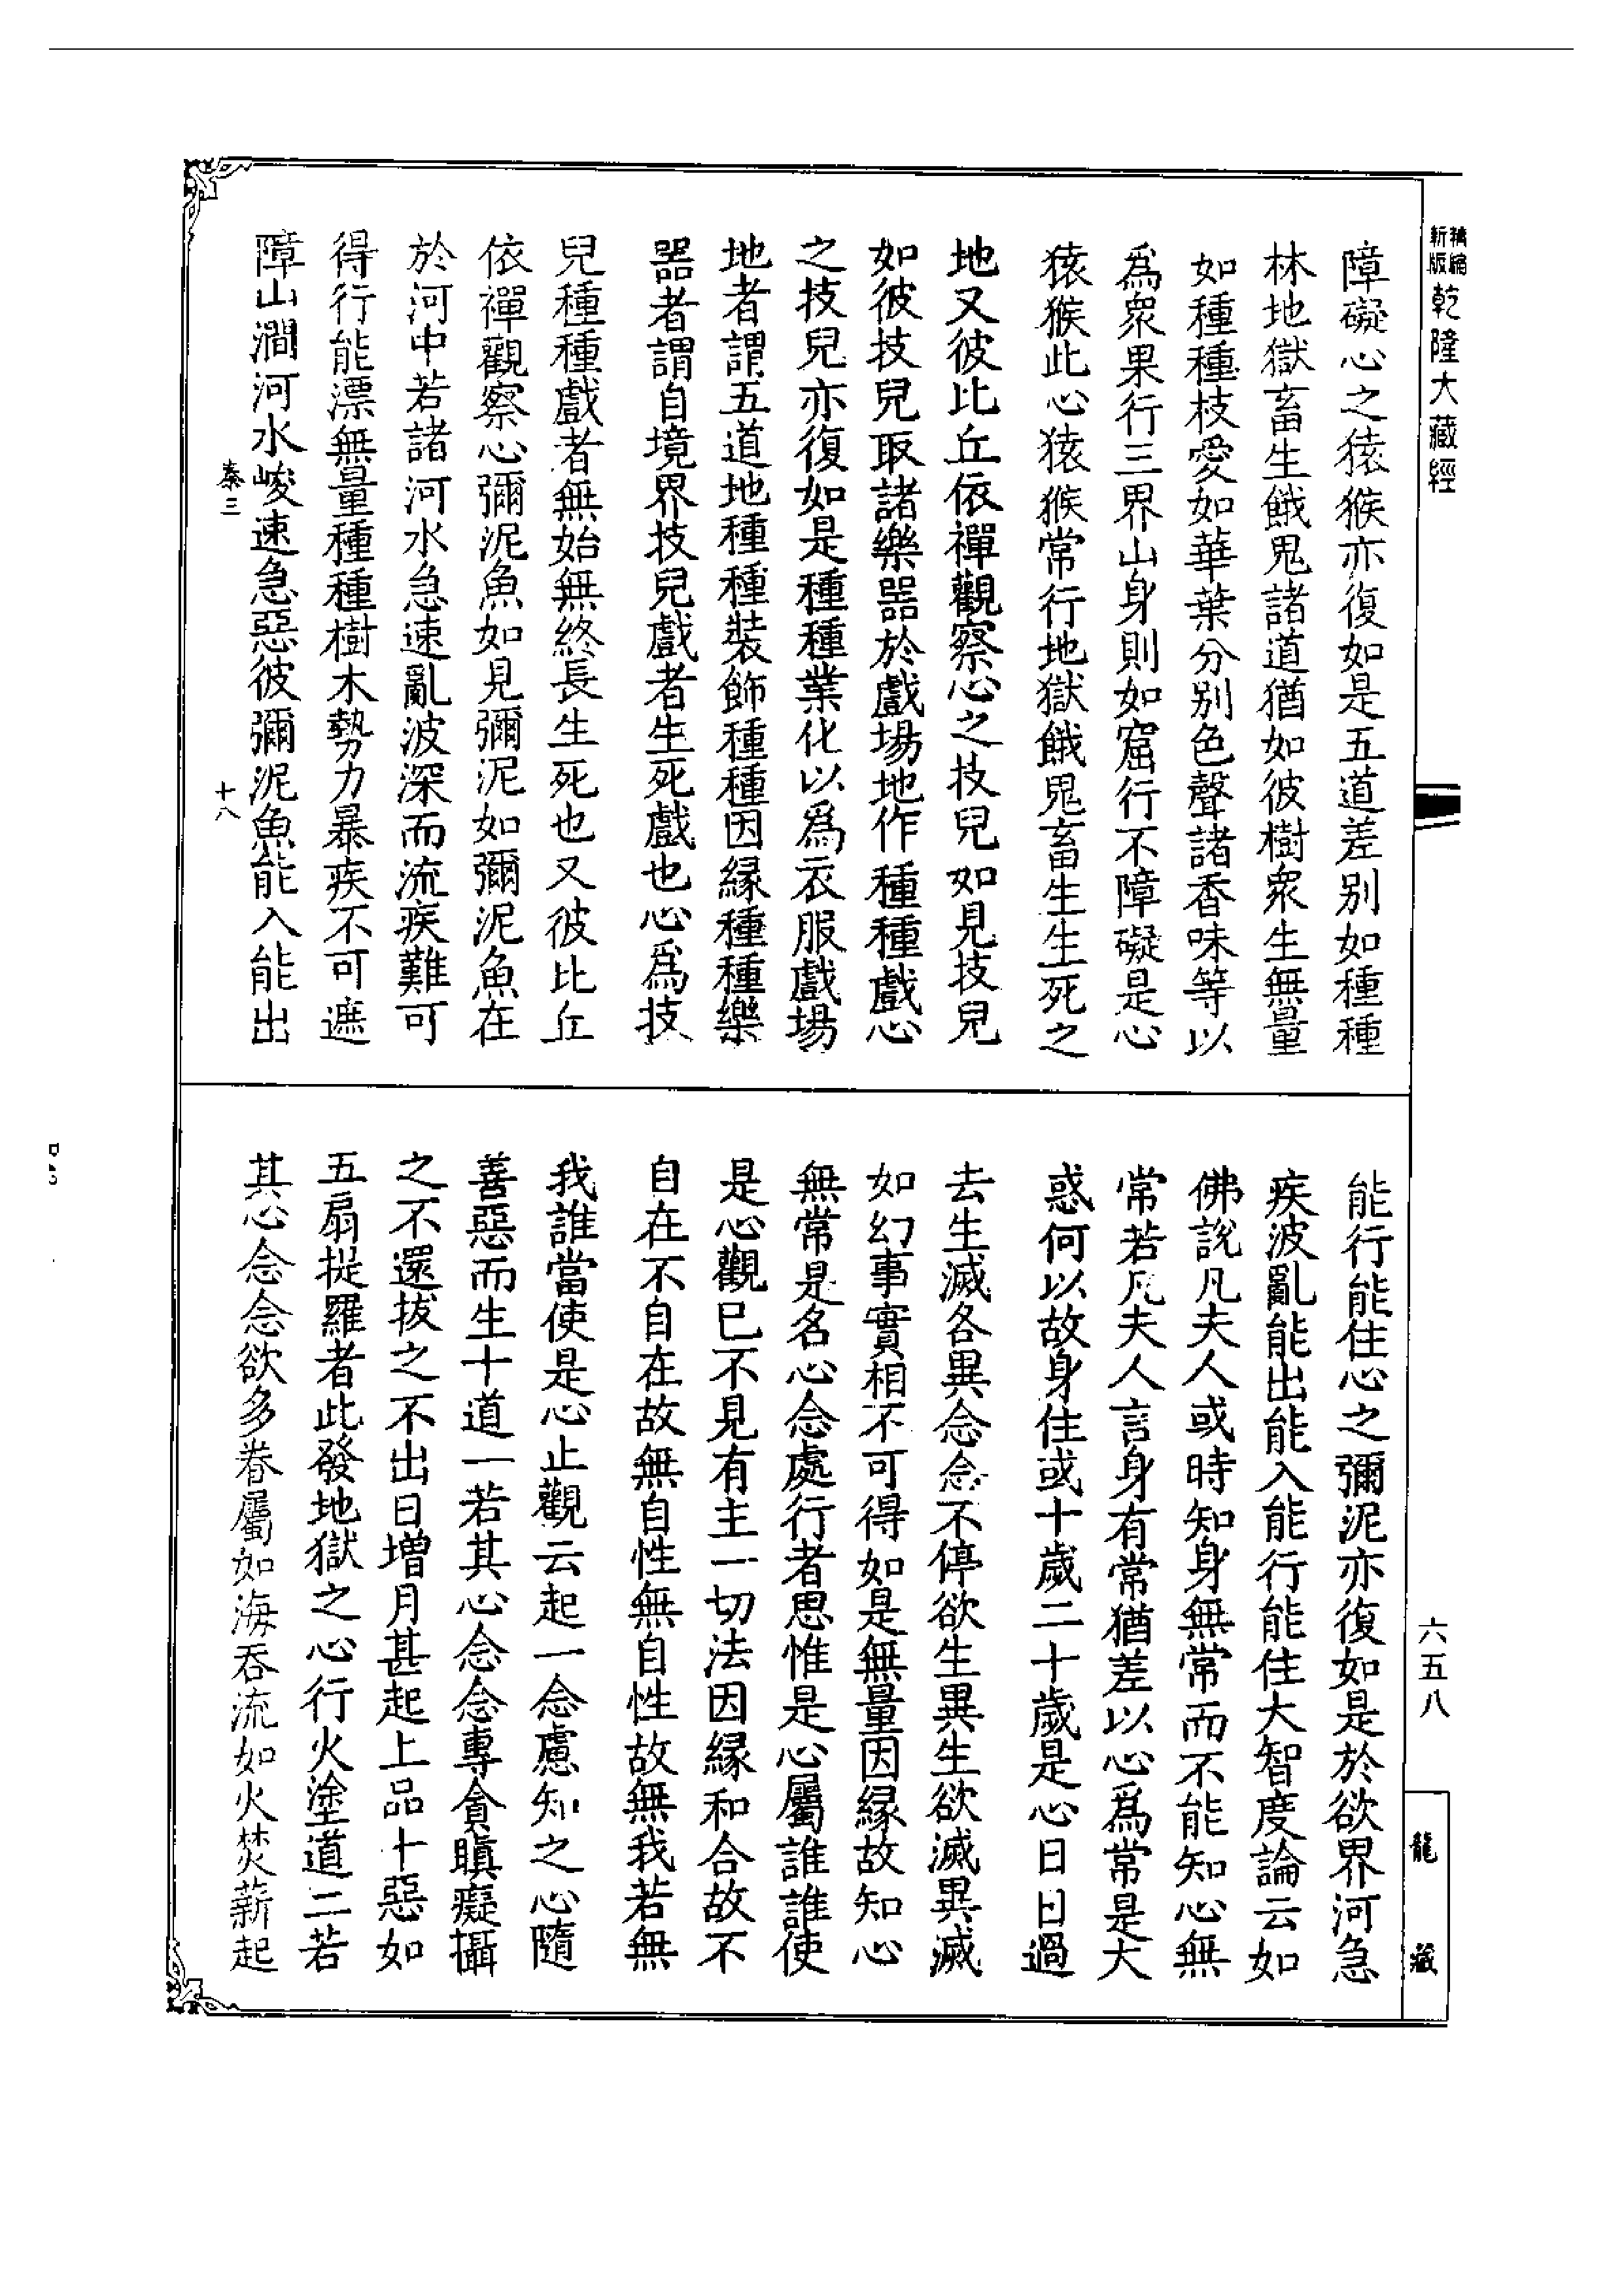 新版
精縮
乾隆大藏經
六五八
龍藏
障礙心之猿猴亦復如是五道差別如種種
林地獄畜生餓鬼諸道猶如彼樹衆生無量
如種種枝愛如華葉分別色聲諸香味等以
爲衆果行三界山身則如窟行不障礙是心
猿猴此心猿猴常行地獄餓鬼畜生生死之
地又彼比丘依禪觀察心之技兒如見技兒
如彼技兒取諸樂器於戲場地作種種戲心
之技兒亦復如是種種業化以爲衣服戲場
地者謂五道地種種裝飾種種因緣種種樂
器者謂自境界技兒戲者生死戲也心爲技
兒種種戲者無始無終長生死也又彼比丘
依禪觀察心彌泥魚如見彌泥如彌泥魚在
於河中若諸河水急速亂波深而流疾難可
得行能漂無量種種樹木勢力暴疾不可遮
障山澗河水峻速急惡彼彌泥魚能入能出
秦三
十八
能行能住心之彌泥亦復如是於欲界河急
疾波亂能出能入能行能住大智度論云如
佛說凡夫人或時知身無常而不能知心無
常若凡夫人言身有常猶差以心爲常是大
惑何以故身住或十歲二十歲是心日日過
去生滅各異念念不停欲生異生欲滅異滅
如幻事實相不可得如是無量因緣故知心
無常是名心念處行者思惟是心屬誰誰使
是心觀已不見有主一切法因緣和合故不
自在不自在故無自性無自性故無我若無
我誰當使是心止觀云起一念慮知之心隨
善惡而生十道一若其心念念專貪瞋癡攝
之不還拔之不出日增月甚起上品十惡如
五扇提羅者此發地獄之心行火塗道二若
其心念念欲多眷屬如海吞流如火焚薪起